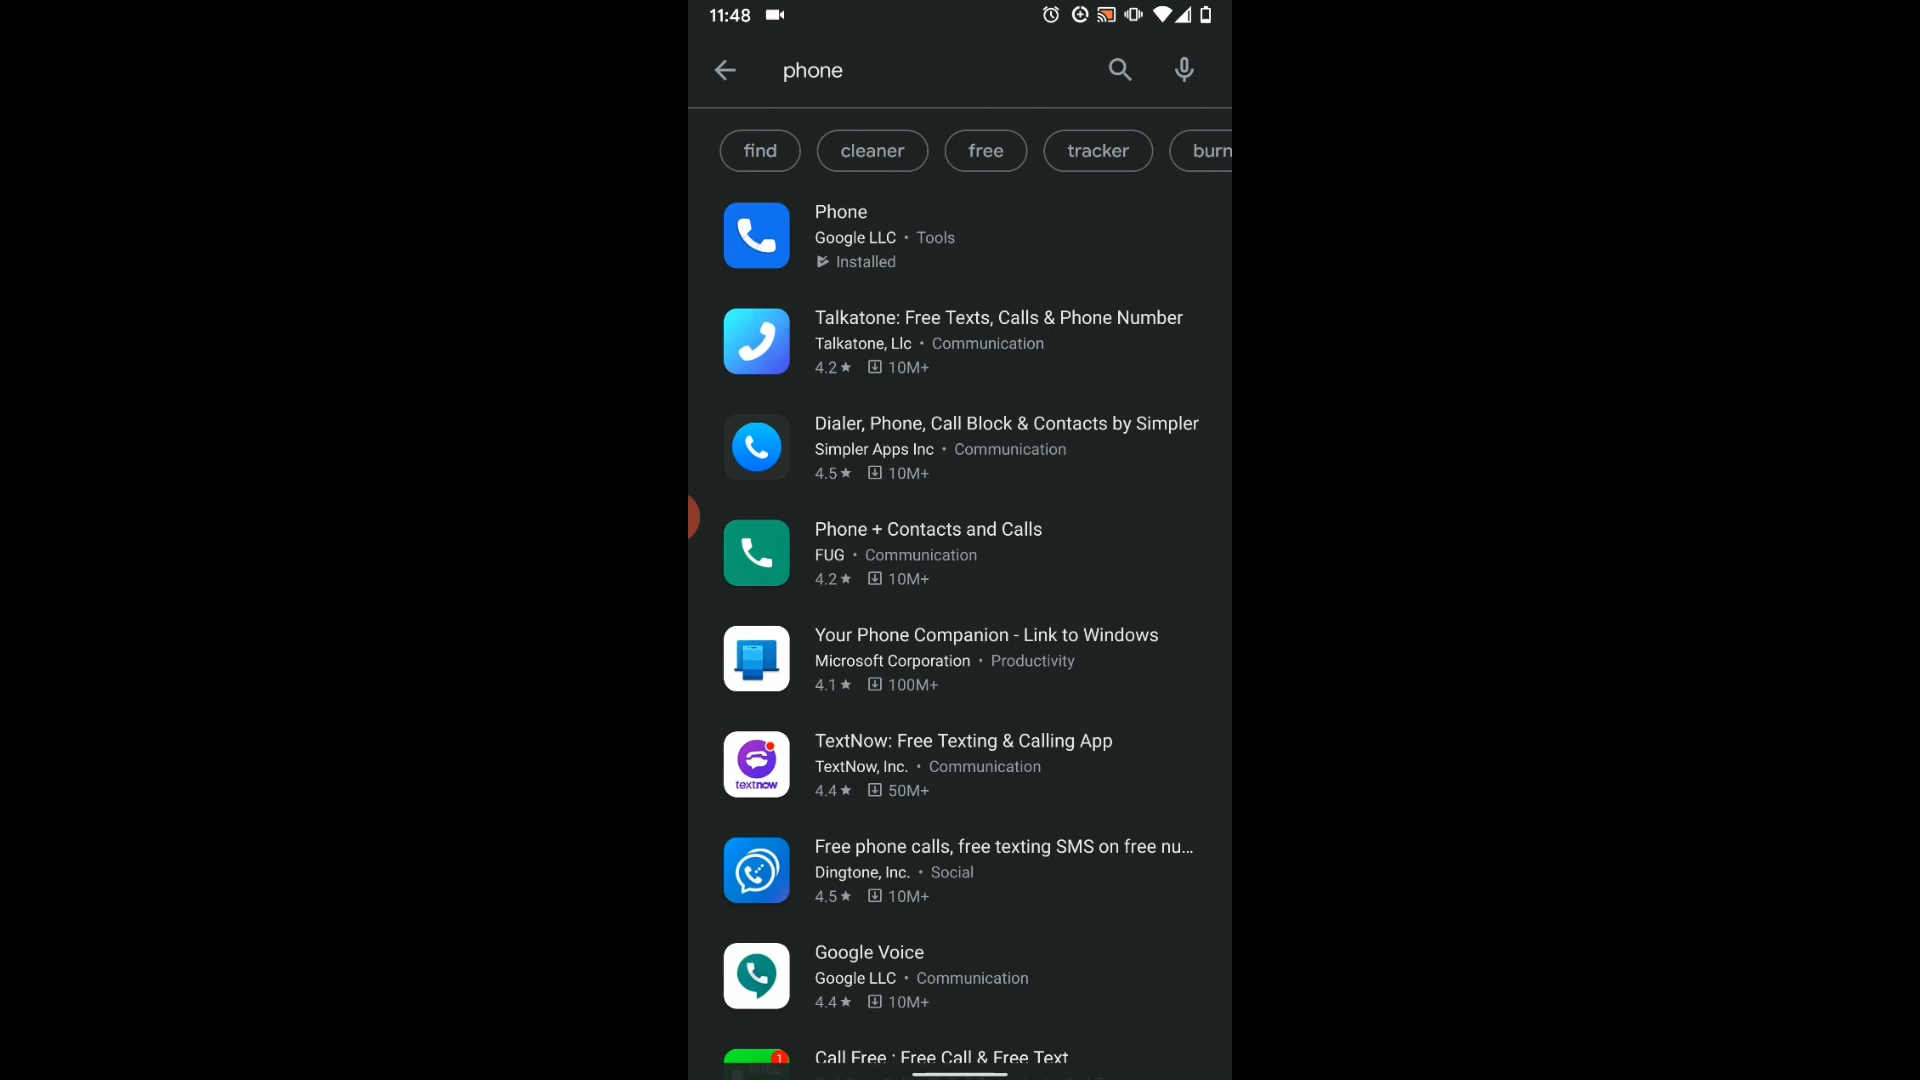 11:48
phone
find cleaner free tracker burn
Phone
Google LLC • Tools
Installed
Talkatone: Free Texts, Calls & Phone Number
Talkatone, Llc • Communication
4.2★ 10M+
Dialer, Phone, Call Block & Contacts by Simpler
Simpler Apps Inc • Communication
4.5★ 10M+
Phone + Contacts and Calls
FUG • Communication
4.2★ 10M+
Your Phone Companion - Link to Windows
Microsoft Corporation • Productivity
4.1★ 100M+
textnow
TextNow: Free Texting & Calling App
TextNow, Inc. • Communication
4.4★ 50M+
Free phone calls, free texting SMS on free nu...
Dingtone, Inc. • Social
4.5★ 10M+
Google Voice
Google LLC • Communication
4.4★ 10M+
1
Call Free : Free Call & Free Text